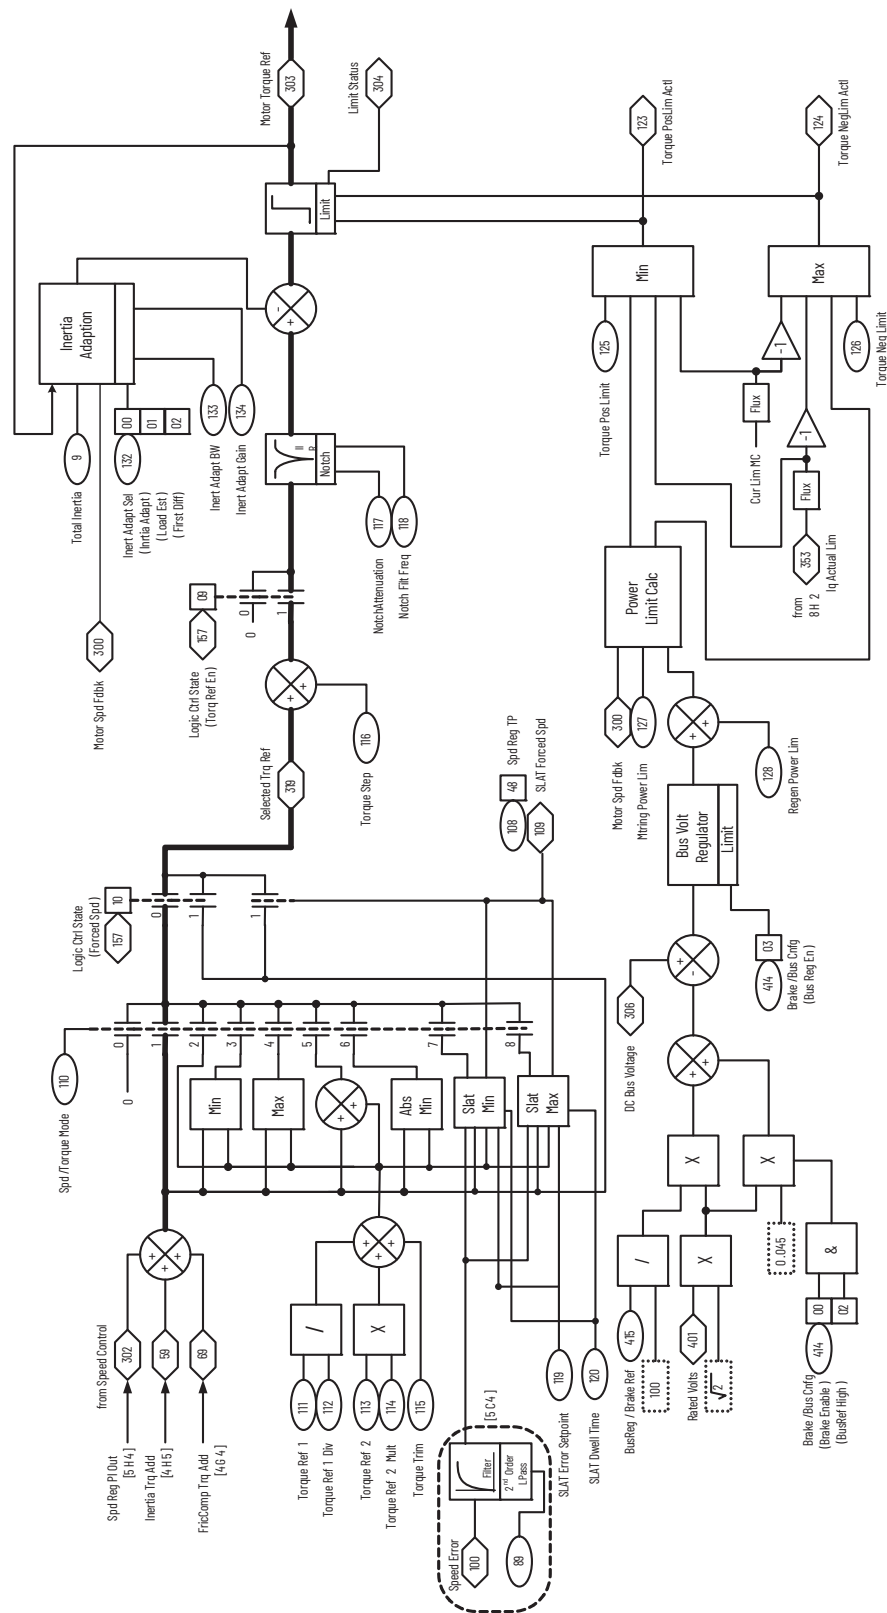 from Speed Control
Spd Reg PI Out
[5 H 4 ]
302
Inertia Trq Add
[4 H 5 ]
59
FricComp Trq Add
[4 G 4 ]
69
+
+
+
Spd /Torque Mode
110
0
0
1
2
3
4
5
6
7
8
Min
Max
+
+
Abs
Min
Slat
Min
Slat
Max
Torque Ref 1
111
Torque Ref 1 Div
112
/
Torque Ref 2
113
Torque Ref 2 Mult
114
X
Torque Trim
115
+
+
+
Speed Error
100
89
Filter
2nd Order
LPass
[5 C 4 ]
SLAT Error Setpoint
119
SLAT Dwell Time
120
Logic Ctrl State
(Forced Spd )
157
10
0
1
1
Spd Reg TP
108
48
SLAT Forced Spd
109
Selected Trq Ref
319
Torque Step
116
+
+
Logic Ctrl State
(Torq Ref En )
157
09
0
0
1
NotchAttenuation
117
Notch Filt Freq
118
Notch
II
R
Motor Spd Fdbk
300
Total Inertia
9
Inert Adapt Sel
(Inrtia Adapt )
(Load Est )
( First Diff)
132
00
01
02
Inert Adapt BW
133
Inert Adapt Gain
134
Inertia
Adaption
+
-
Limit
Motor Torque Ref
303
Limit Status
304
BusReg / Brake Ref
415
100
/
Rated Volts
401
√2
X
Brake /Bus Cnfg
(Brake Enable )
(BusRef High )
414
00
02
&
0.045
X
X
+
+
DC Bus Voltage
306
+
-
Brake /Bus Cnfg
(Bus Reg En )
414
03
Bus Volt
Regulator
Limit
Regen Power Lim
128
+
+
Motor Spd Fdbk
300
Mtring Power Lim
127
Power
Limit Calc
from
8 H 2
353
Iq Actual Lim
Flux
-1
Cur Lim MC
Flux
-1
Torque Pos Limit
125
Min
Torque Neg Limit
126
Max
123
Torque PosLim Actl
124
Torque NegLim Actl